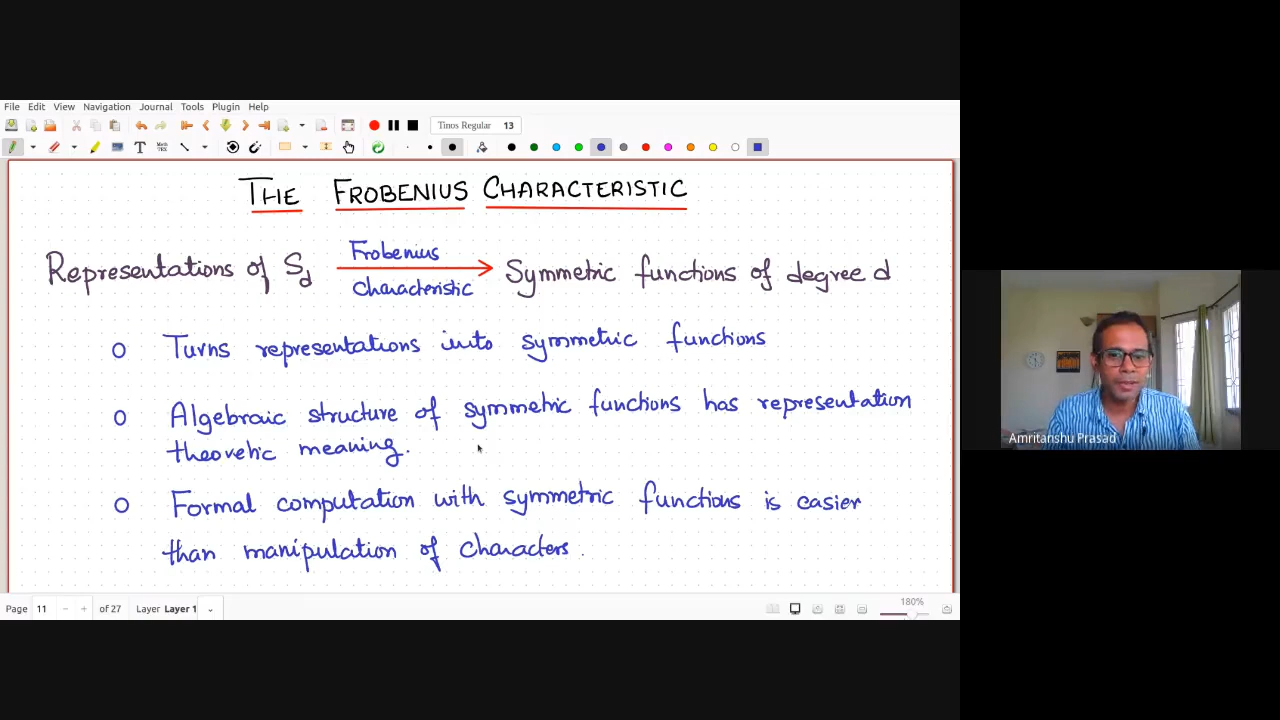 File Edit View Navigation Journal Tools Plugin Help
Tinos Regular 13
THE FROBENIUS CHARACTERISTIC
Frobenius
Representations of Sd Symmetric functions of degree d
Characteristic
o Turns representations into symmetric functions
o Algebraic structure of symmetric functions has representation
theoretic meaning.
o Formal computation with symmetric functions is easier
than manipulation of characters.
Page 11 of 27 Layer Layer 1 180%
Amritanshu Prasad